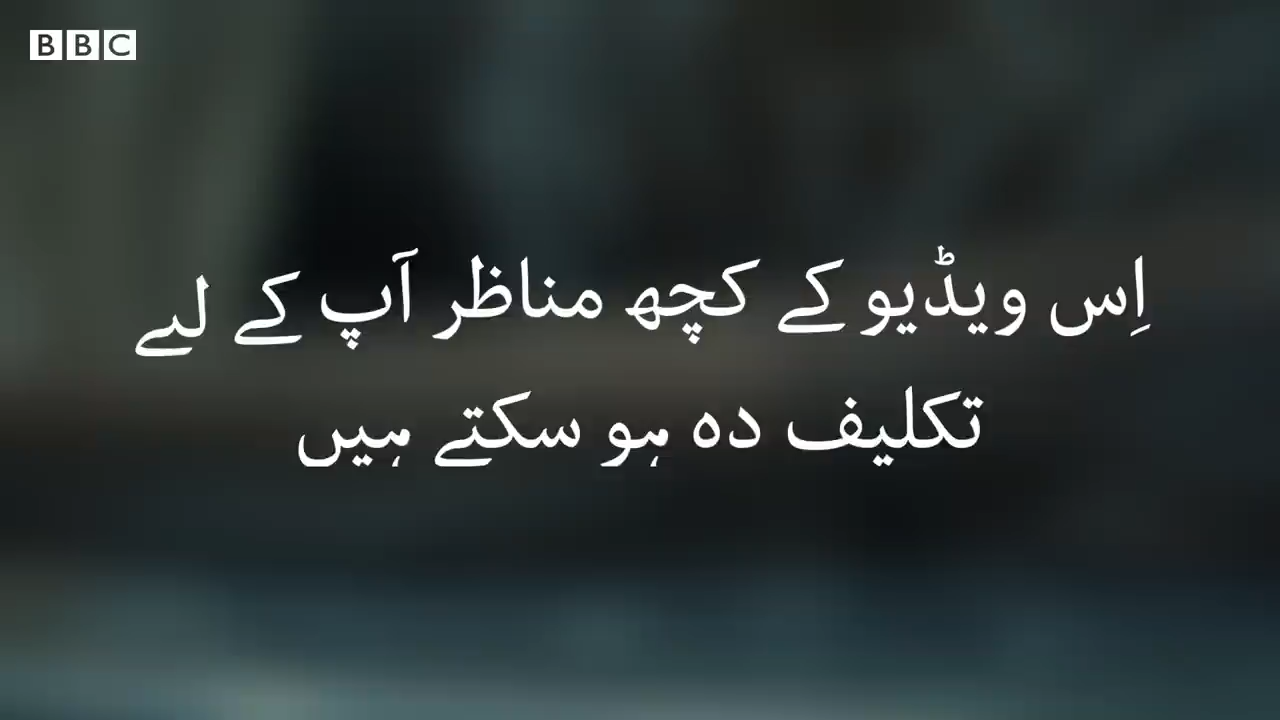 BBC
اِس ویڈیو کے کچھ مناظر آپ کے لیے
تکلیف دہ ہو سکتے ہیں